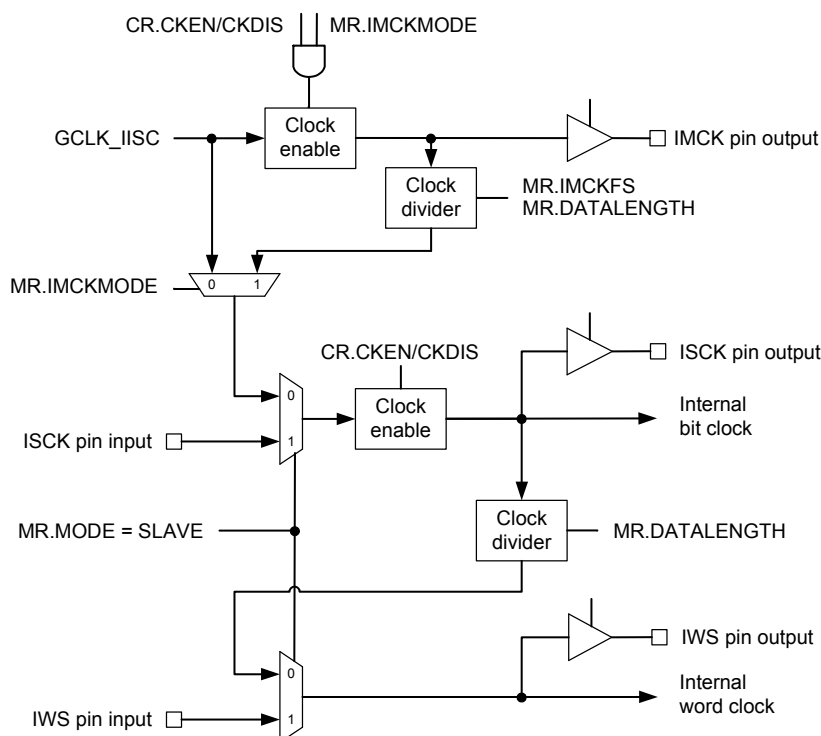 CR.CKEN/CKDIS MR.IMCKMODE
GCLK_IISC
Clock
enable
IMCK pin output
Clock
divider
MR.IMCKFS
MR.DATALENGTH
MR.IMCKMODE
0 1
CR.CKEN/CKDIS
ISCK pin output
0
Clock
enable
Internal
bit clock
ISCK pin input
1
MR.MODE = SLAVE
Clock
divider
MR.DATALENGTH
IWS pin output
0
Internal
word clock
IWS pin input
1